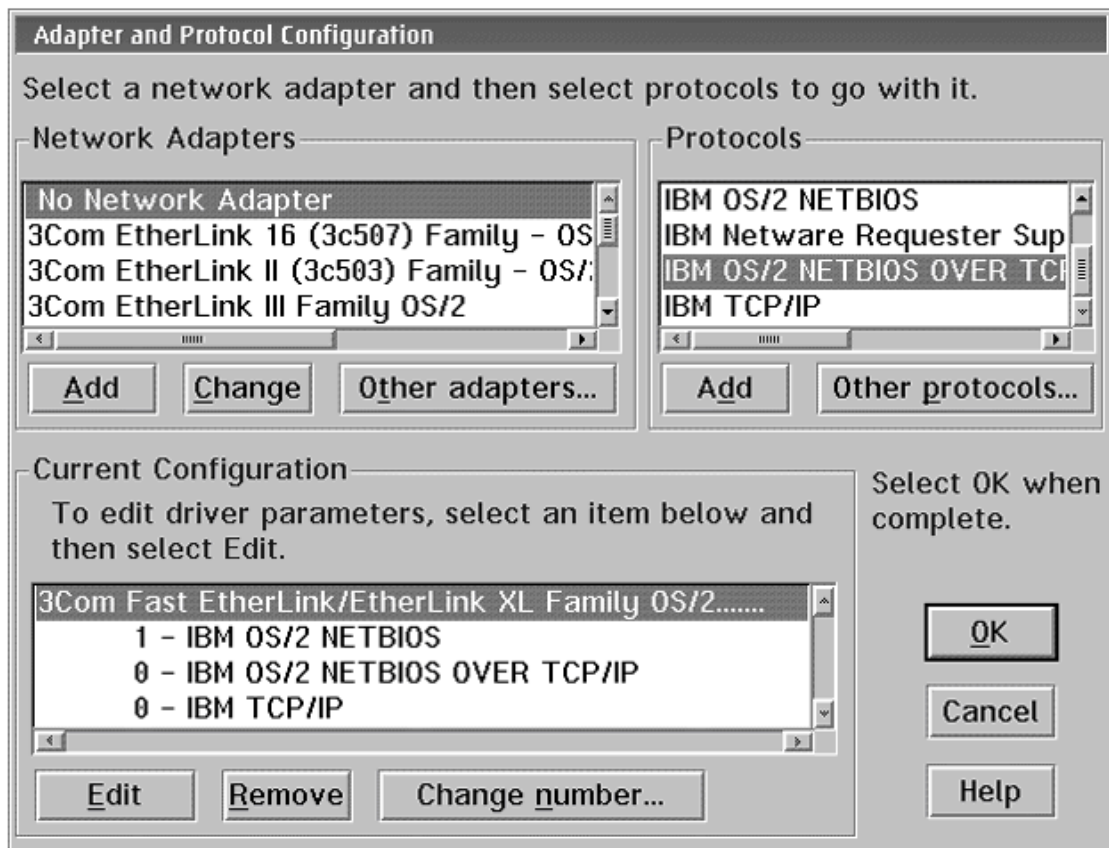 Adapter and Protocol Configuration
Select a network adapter and then select protocols to go with it.
Network Adapters
No Network Adapter
3Com EtherLink 16 (3c507) Family - OS
3Com EtherLink II (3c503) Family - OS/
3Com EtherLink III Family OS/2
Add
Change
Other adapters...
Protocols
IBM OS/2 NETBIOS
IBM Netware Requester Sup
IBM OS/2 NETBIOS OVER TCP
IBM TCP/IP
Add
Other protocols...
Current Configuration
To edit driver parameters, select an item below and
then select Edit.
3Com Fast EtherLink/EtherLink XL Family OS/2.......
1 - IBM OS/2 NETBIOS
0 - IBM OS/2 NETBIOS OVER TCP/IP
0 - IBM TCP/IP
Edit
Remove
Change number...
Select OK when
complete.
OK
Cancel
Help